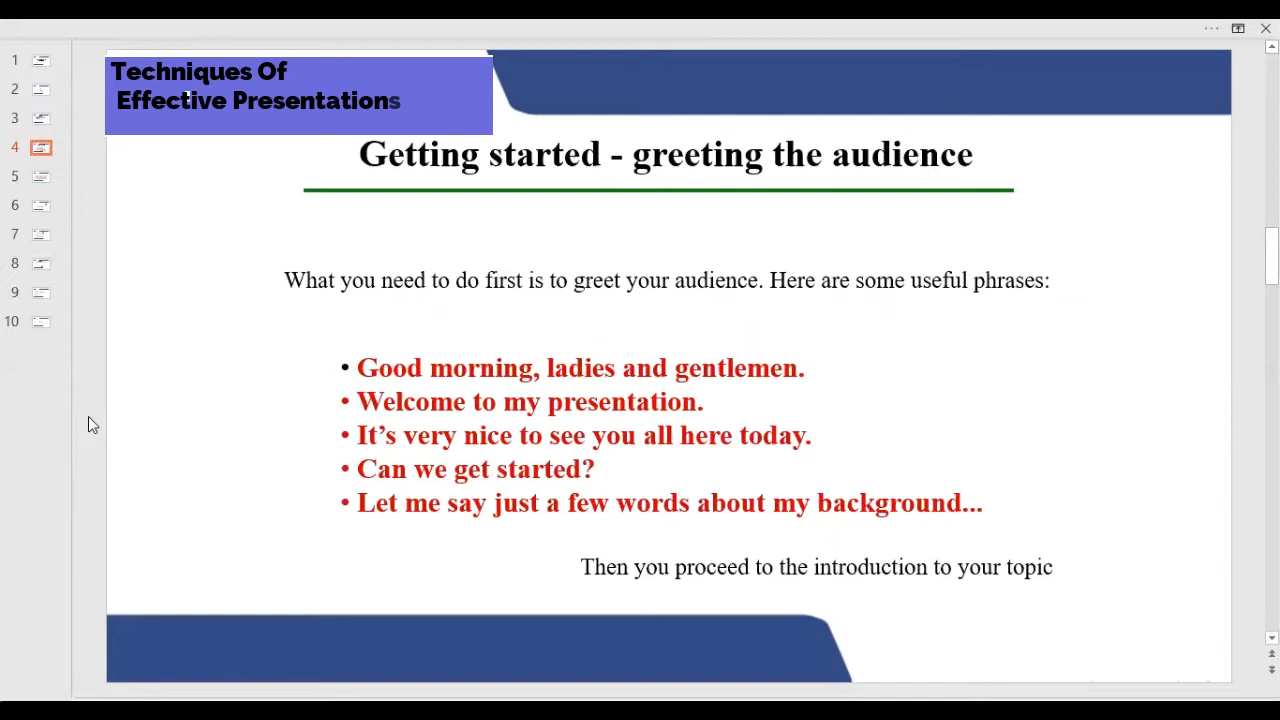 Techniques Of
Effective Presentations
1
2
3
4
5
6
7
8
9
10
Getting started - greeting the audience
What you need to do first is to greet your audience. Here are some useful phrases:
• Good morning, ladies and gentlemen.
• Welcome to my presentation.
• It’s very nice to see you all here today.
• Can we get started?
• Let me say just a few words about my background...
Then you proceed to the introduction to your topic